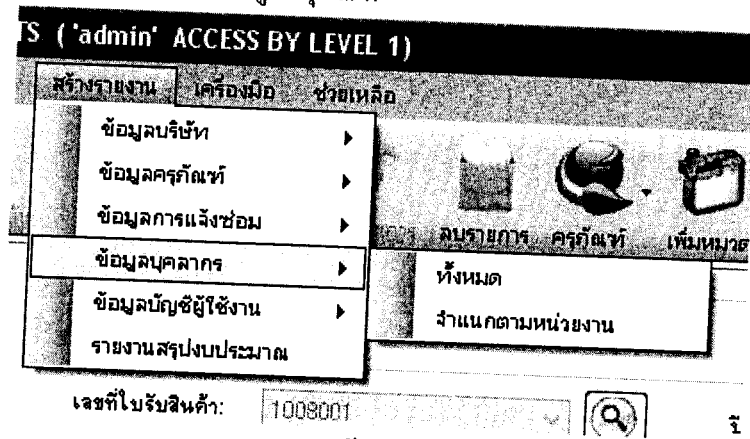 TS ( 'admin' ACCESS BY LEVEL 1)
สร้างรายงาน เครื่องมือ ช่วยเหลือ
ข้อมูลบริษัท
ข้อมูลครุภัณฑ์
ข้อมูลการแจ้งซ่อม
ลบรายการ ครุภัณฑ์ เพิ่มหมวด
ข้อมูลบุคลากร
ทั้งหมด
ข้อมูลบัญชีผู้ใช้งาน
จำแนกตามหน่วยงาน
รายงานสรุปงบประมาณ
เลขที่ใบรับสินค้า: 1008001